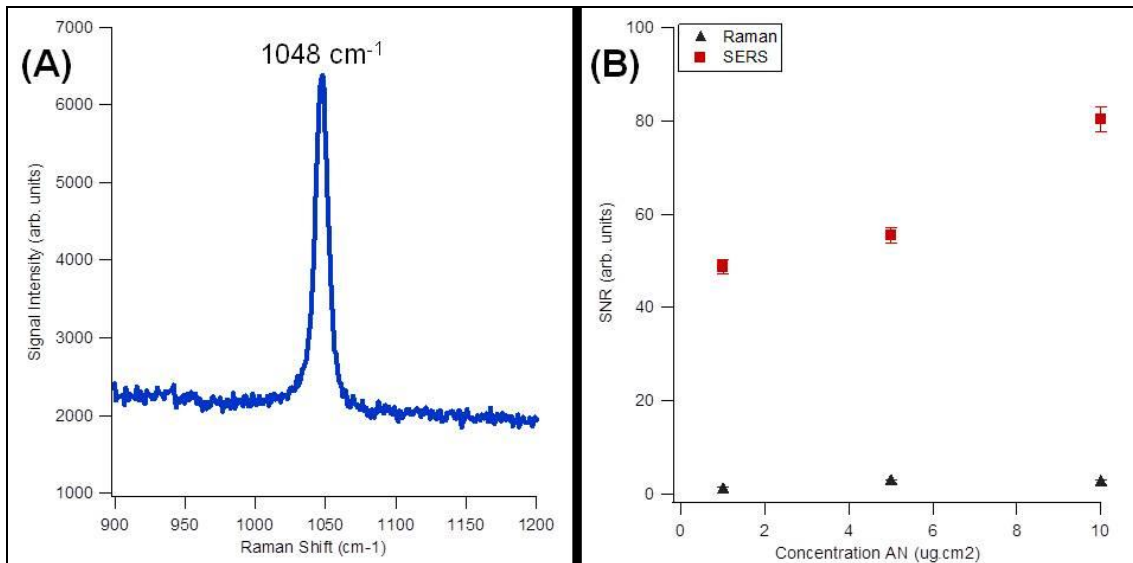 (A)
1048 cm-1
7000
6000
5000
4000
3000
2000
1000
Signal Intensity (arb. units)
900
950
1000
1050
1100
1150
1200
Raman Shift (cm-1)
(B)
Raman
SERS
100
80
60
40
20
0
SNR (arb. units)
0
2
4
6
8
10
Concentration AN (ug.cm2)